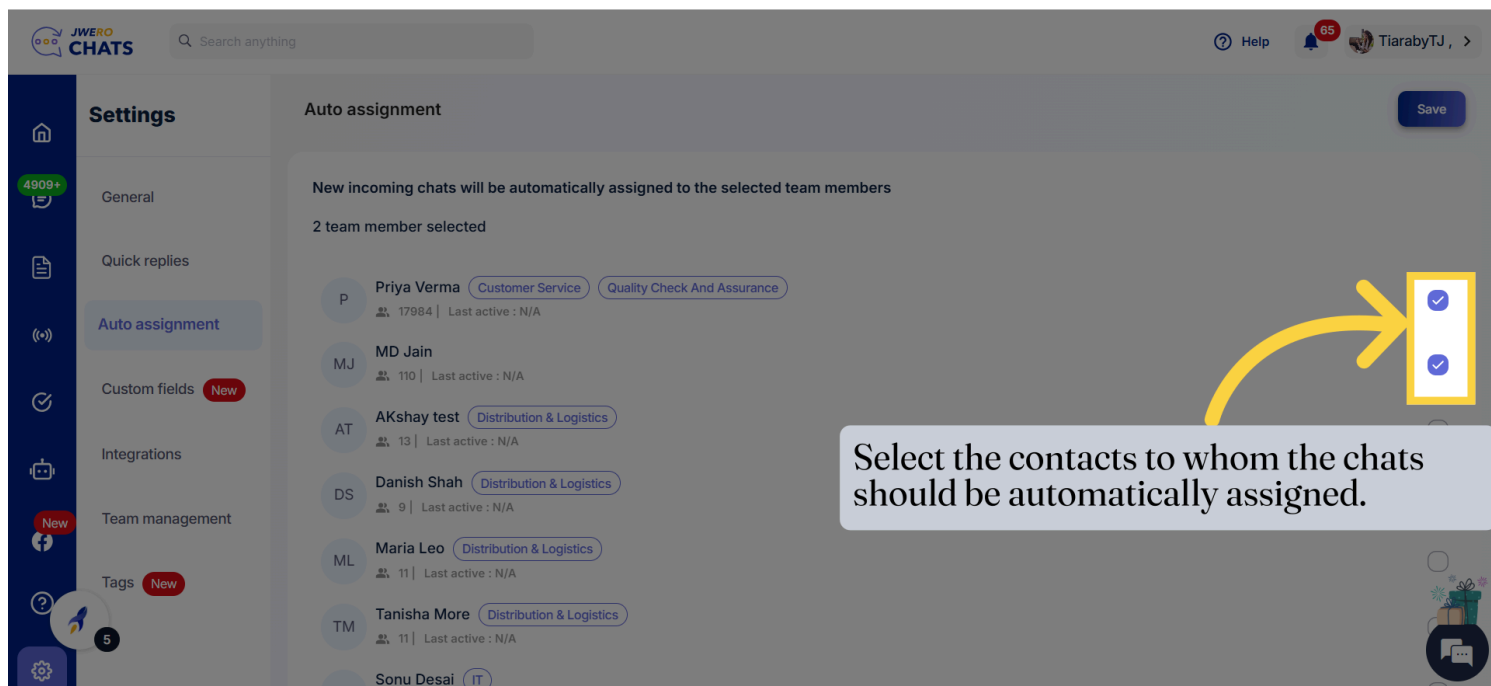 JWERO
CHATS
Search anything
Help
65
TiarabyTJ ,
Settings
Auto assignment
Save
4909+
General
Quick replies
Auto assignment
Custom fields New
Integrations
Team management
Tags New
New
5
New incoming chats will be automatically assigned to the selected team members
2 team member selected
P
Priya Verma Customer Service Quality Check And Assurance
17984 | Last active : N/A
MJ
MD Jain
110 | Last active : N/A
AT
AKshay test Distribution & Logistics
13 | Last active : N/A
DS
Danish Shah Distribution & Logistics
9 | Last active : N/A
ML
Maria Leo Distribution & Logistics
11 | Last active : N/A
TM
Tanisha More Distribution & Logistics
11 | Last active : N/A
Sonu Desai IT
Select the contacts to whom the chats
should be automatically assigned.